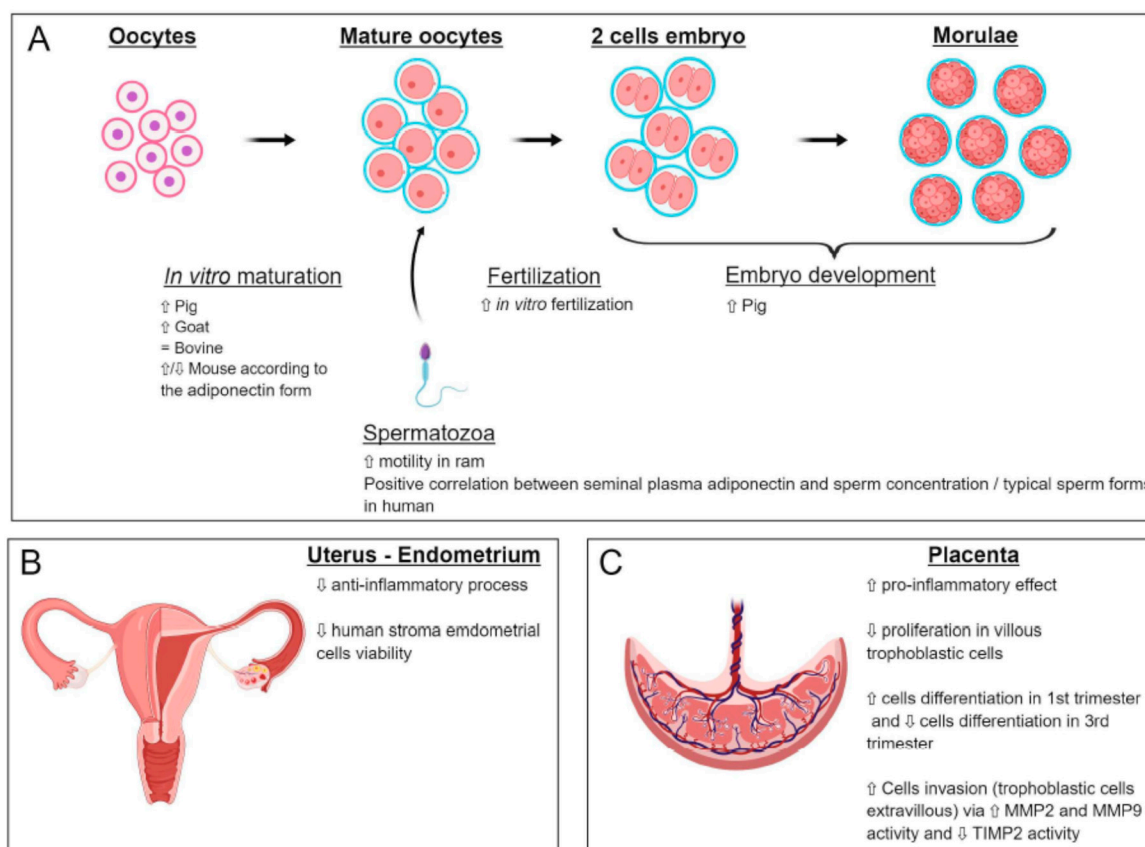 A
Oocytes
Mature oocytes
2 cells embryo
Morulae
In vitro maturation
⇧ Pig
⇧ Goat
= Bovine
⇧/⇩ Mouse according to
the adiponectin form
Fertilization
⇧ in vitro fertilization
Embryo development
⇧ Pig
Spermatozoa
⇧ motility in ram
Positive correlation between seminal plasma adiponectin and sperm concentration / typical sperm forms
in human
B
Uterus - Endometrium
⇩ anti-inflammatory process
⇩ human stroma emdometrial
cells viability
C
Placenta
⇧ pro-inflammatory effect
⇩ proliferation in villous
trophoblastic cells
⇧ cells differentiation in 1st trimester
and ⇩ cells differentiation in 3rd
trimester
⇧ Cells invasion (trophoblastic cells
extravillous) via ⇧ MMP2 and MMP9
activity and ⇩ TIMP2 activity